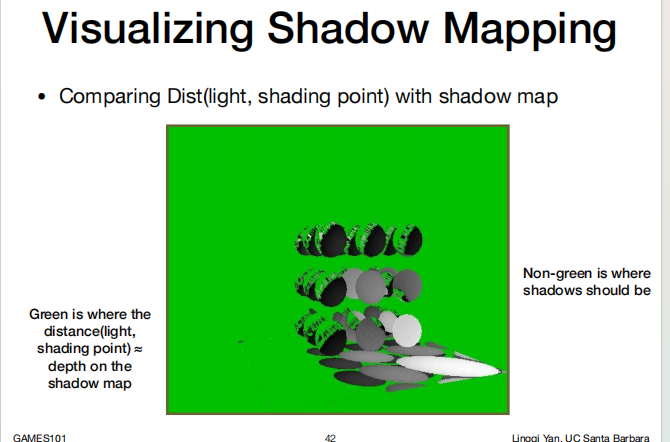 Visualizing Shadow Mapping
• Comparing Dist(light, shading point) with shadow map
Non-green is where
shadows should be
Green is where the
distance(light,
shading point) ≈
depth on the
shadow map
GAMES101
42
Lingqi Yan, UC Santa Barbara